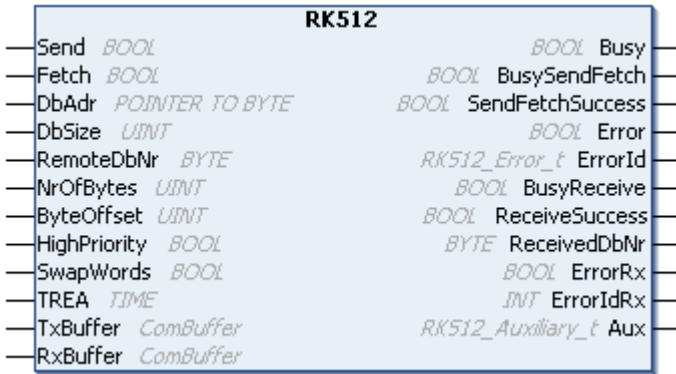 RK512
Send BOOL BOOL Busy
Fetch BOOL BOOL BusySendFetch
DbAdr POINTER TO BYTE BOOL SendFetchSuccess
DbSize UINT BOOL Error
RemoteDbNr BYTE RK512_Error_t ErrorId
NrOfBytes UINT BOOL BusyReceive
ByteOffset UINT BOOL ReceiveSuccess
HighPriority BOOL BYTE ReceivedDbNr
SwapWords BOOL BOOL ErrorRx
TREA TIME INT ErrorIdRx
TxBuffer ComBuffer RK512_Auxiliary_t Aux
RxBuffer ComBuffer